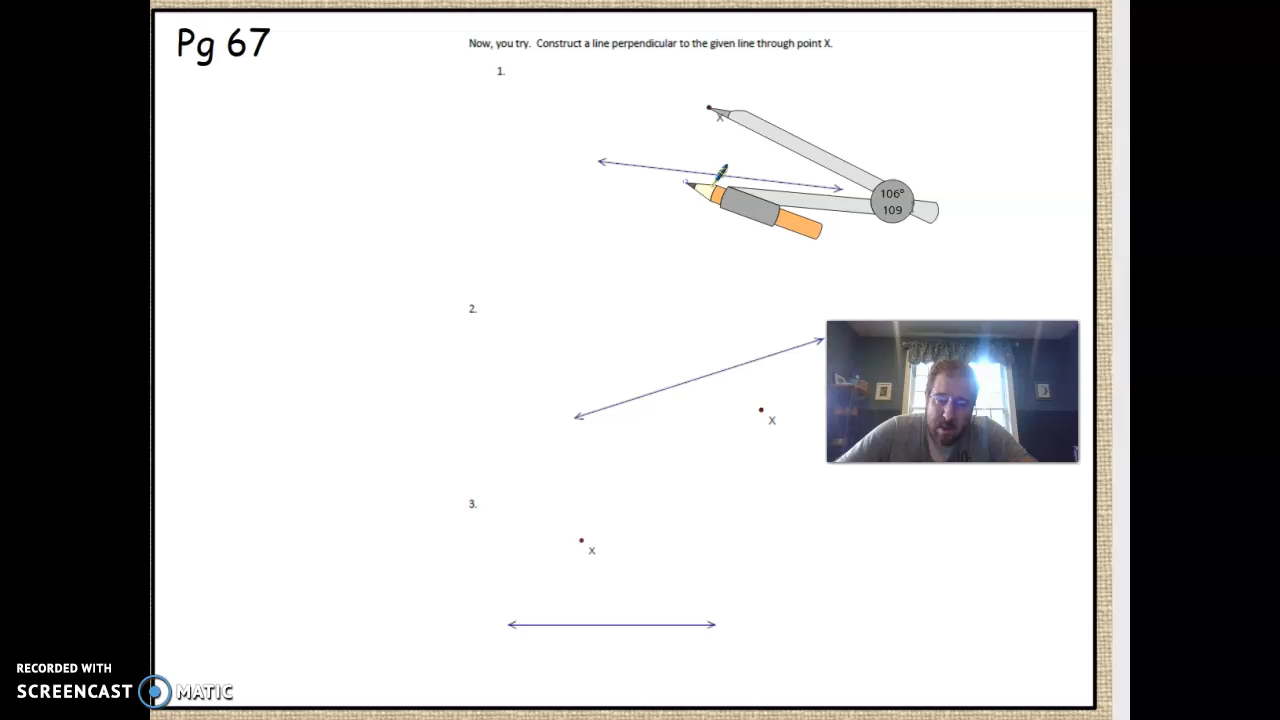 Pg 67
Now, you try. Construct a line perpendicular to the given line through point X.
1.
X
106°
109
2.
X
3.
X
RECORDED WITH
SCREENCAST MATIC